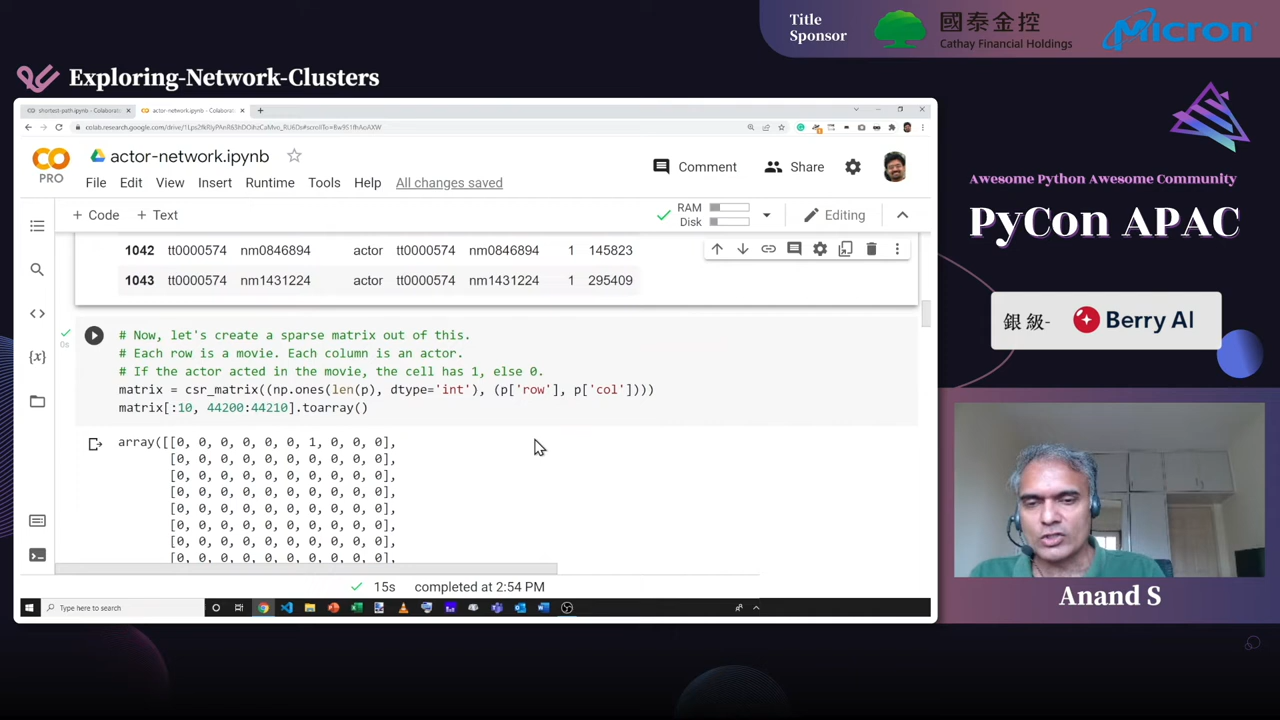 Title
Sponsor
國泰金控
Cathay Financial Holdings
Micron
Exploring-Network-Clusters
shortest-path.ipynb - Colaborato
actor-network.ipynb - Colaborato
actor-network.ipynb
PRO
Comment
Share
File Edit View Insert Runtime Tools Help All changes saved
+ Code + Text
RAM
Disk
Editing
1042 tt0000574 nm0846894 actor tt0000574 nm0846894 1 145823
1043 tt0000574 nm1431224 actor tt0000574 nm1431224 1 295409
0s
# Now, let's create a sparse matrix out of this.
# Each row is a movie. Each column is an actor.
# If the actor acted in the movie, the cell has 1, else 0.
matrix = csr_matrix((np.ones(len(p), dtype='int'), (p['row'], p['col'])))
matrix[:10, 44200:44210].toarray()
array([[0, 0, 0, 0, 0, 0, 1, 0, 0, 0],
[0, 0, 0, 0, 0, 0, 0, 0, 0, 0],
[0, 0, 0, 0, 0, 0, 0, 0, 0, 0],
[0, 0, 0, 0, 0, 0, 0, 0, 0, 0],
[0, 0, 0, 0, 0, 0, 0, 0, 0, 0],
[0, 0, 0, 0, 0, 0, 0, 0, 0, 0],
[0, 0, 0, 0, 0, 0, 0, 0, 0, 0],
[0, 0, 0, 0, 0, 0, 0, 0, 0, 0],
15s completed at 2:54 PM
Type here to search
Awesome Python Awesome Community
PyCon APAC
銀級-
Berry AI
Anand S